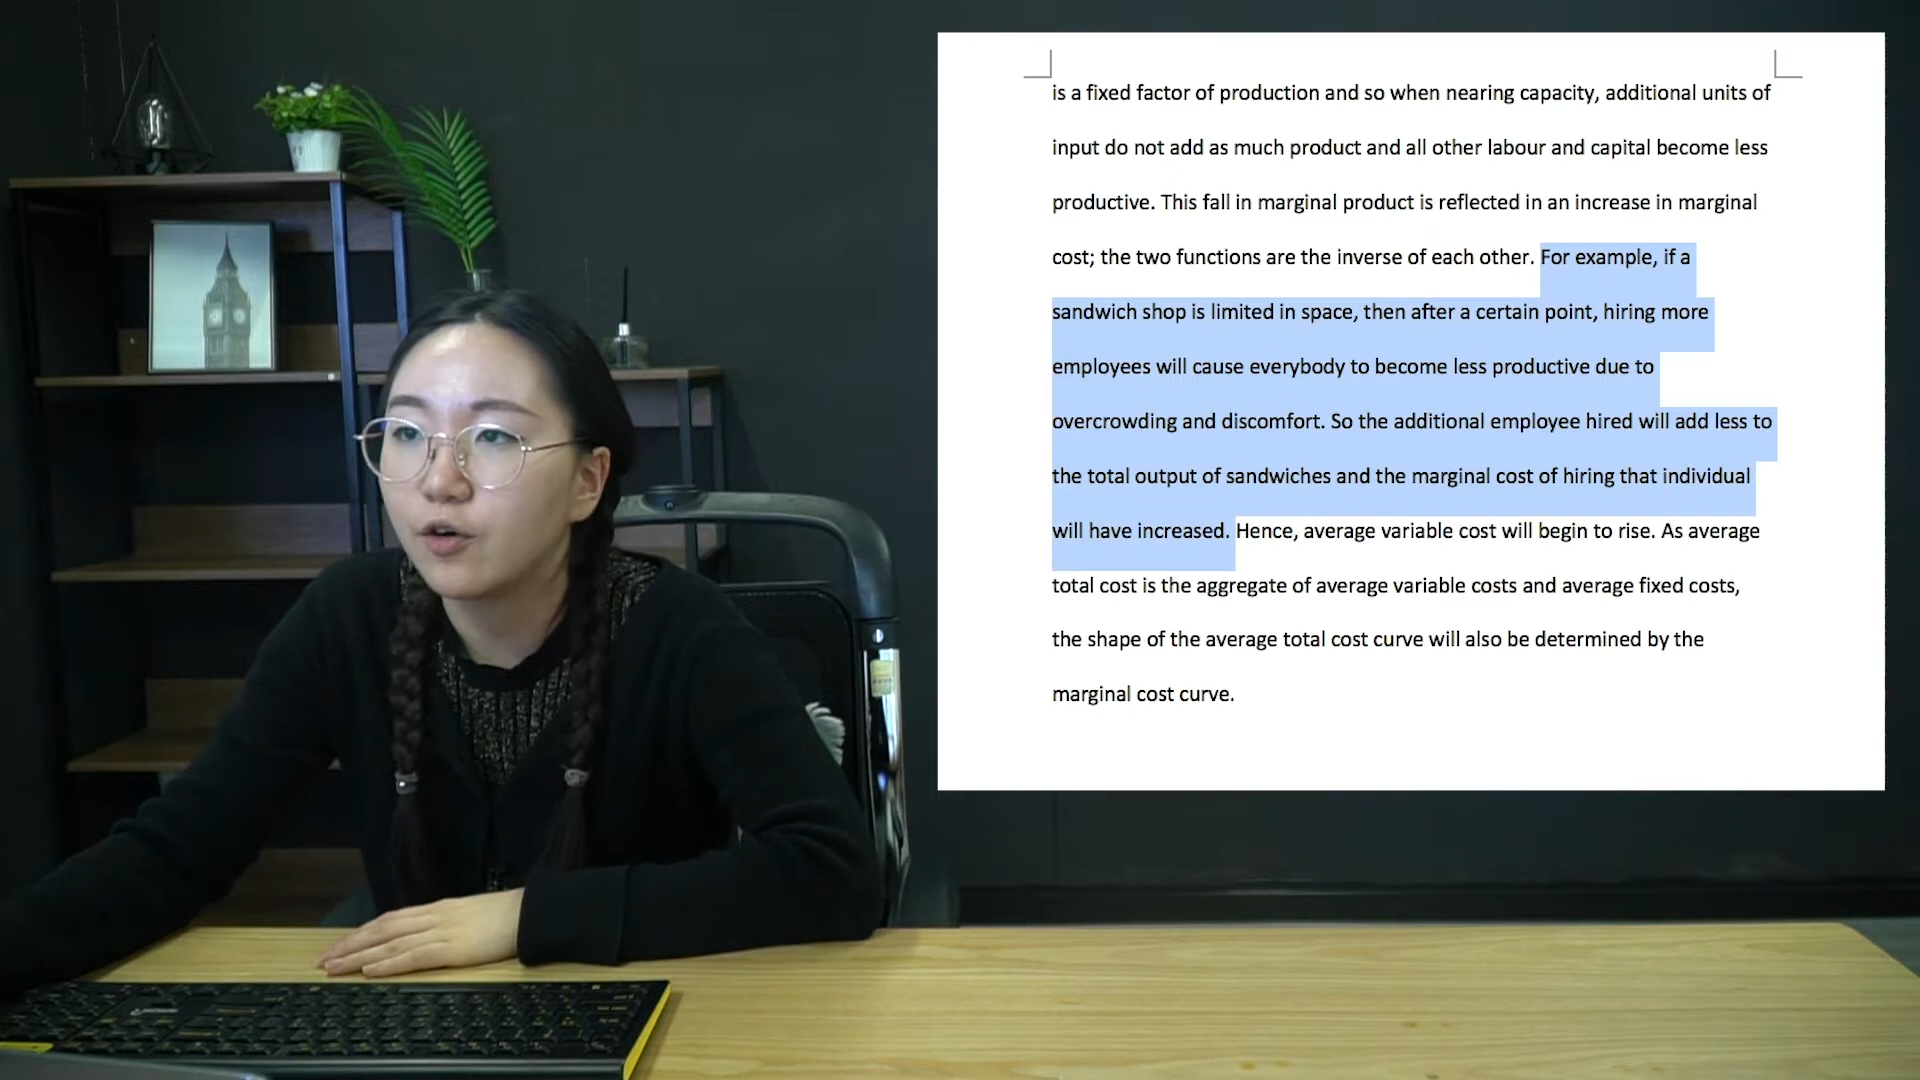 is a fixed factor of production and so when nearing capacity, additional units of
input do not add as much product and all other labour and capital become less
productive. This fall in marginal product is reflected in an increase in marginal
cost; the two functions are the inverse of each other. For example, if a
sandwich shop is limited in space, then after a certain point, hiring more
employees will cause everybody to become less productive due to
overcrowding and discomfort. So the additional employee hired will add less to
the total output of sandwiches and the marginal cost of hiring that individual
will have increased. Hence, average variable cost will begin to rise. As average
total cost is the aggregate of average variable costs and average fixed costs,
the shape of the average total cost curve will also be determined by the
marginal cost curve.